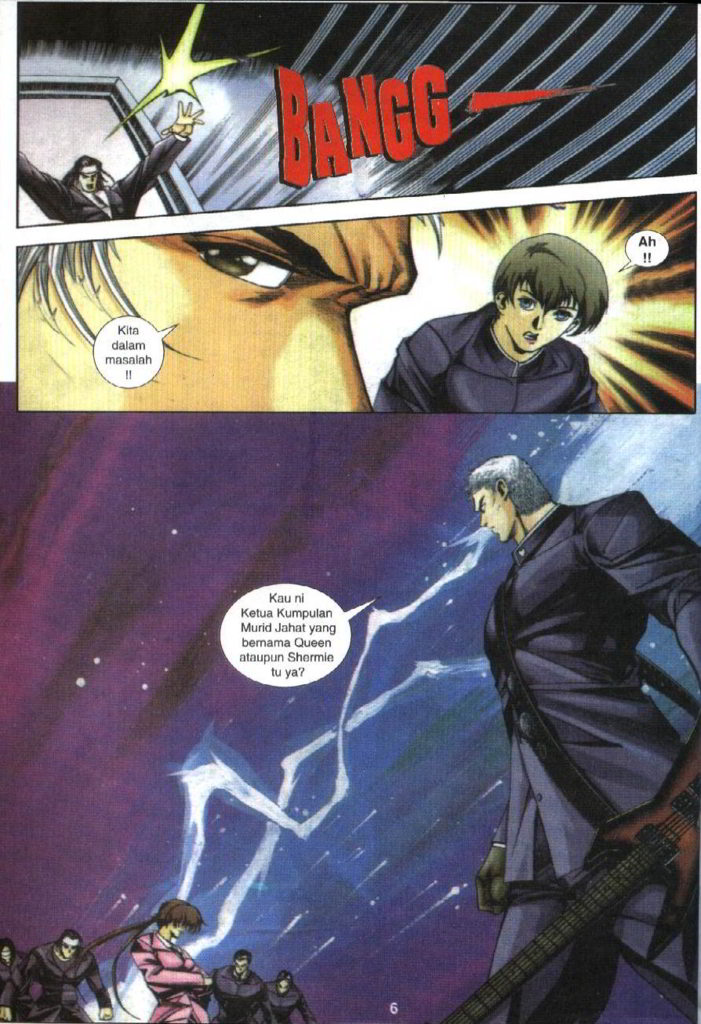 BANGG
Ah
!!
Kita
dalam
masalah
!!
Kau ni
Ketua Kumpulan
Murid Jahat yang
bernama Queen
ataupun Shermie
tu ya?
6